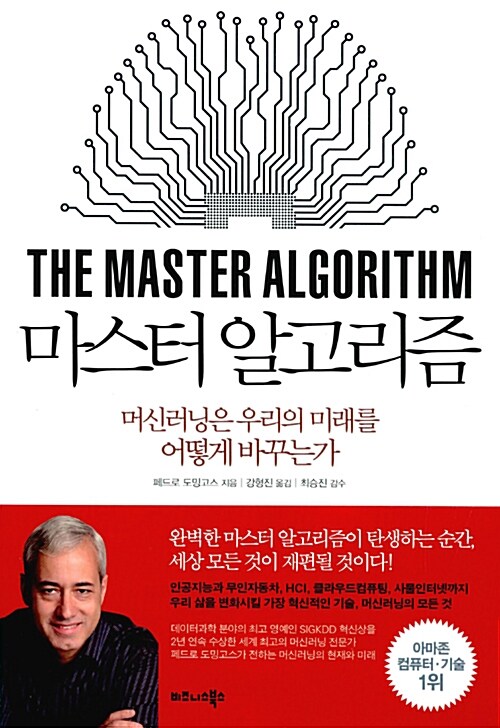 THE MASTER ALGORITHM
마스터 알고리즘
머신러닝은 우리의 미래를
어떻게 바꾸는가
페드로 도밍고스 지음 | 강형진 옮김 | 최승진 감수
완벽한 마스터 알고리즘이 탄생하는 순간,
세상 모든 것이 재편될 것이다!
인공지능과 무인자동차, HCI, 클라우드컴퓨팅, 사물인터넷까지
우리 삶을 변화시킬 가장 혁신적인 기술, 머신러닝의 모든 것
데이터과학 분야의 최고 영예인 SIGKDD 혁신상을
2년 연속 수상한 세계 최고의 머신러닝 전문가
페드로 도밍고스가 전하는 머신러닝의 현재와 미래
아마존
컴퓨터·기술
1위
비즈니스북스